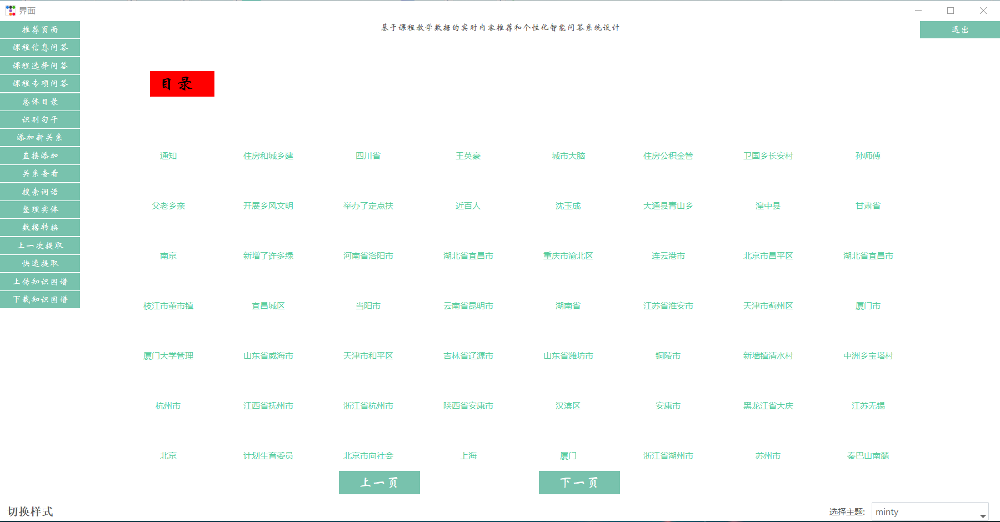 界面
基于课程教学数据的实时内容推荐和个性化智能问答系统设计
退出
推荐页面
课程信息问答
课程选择问答
课程专项问答
总体目录
识别句子
添加新关系
直接添加
关系查看
搜索词语
整理实体
数据转换
上一次提取
快速提取
上传知识图谱
下载知识图谱
目录
通知 住房和城乡建 四川省 王英豪 城市大脑 住房公积金管 卫国乡长安村 孙师傅
父老乡亲 开展乡风文明 举办了定点扶 近百人 沈玉成 大通县青山乡 湟中县 甘肃省
南京 新增了许多绿 河南省洛阳市 湖北省宜昌市 重庆市渝北区 连云港市 北京市昌平区 湖北省宜昌市
枝江市董市镇 宜昌城区 当阳市 云南省昆明市 湖南省 江苏省淮安市 天津市蓟州区 厦门市
厦门大学管理 山东省威海市 天津市和平区 吉林省辽源市 山东省潍坊市 铜陵市 新墙镇清水村 中洲乡宝塔村
杭州市 江西省抚州市 浙江省杭州市 陕西省安康市 汉滨区 安康市 黑龙江省大庆 江苏无锡
北京 计划生育委员 北京市向社会 上海 厦门 浙江省湖州市 苏州市 秦巴山南麓
上一页 下一页
切换样式 选择主题: minty